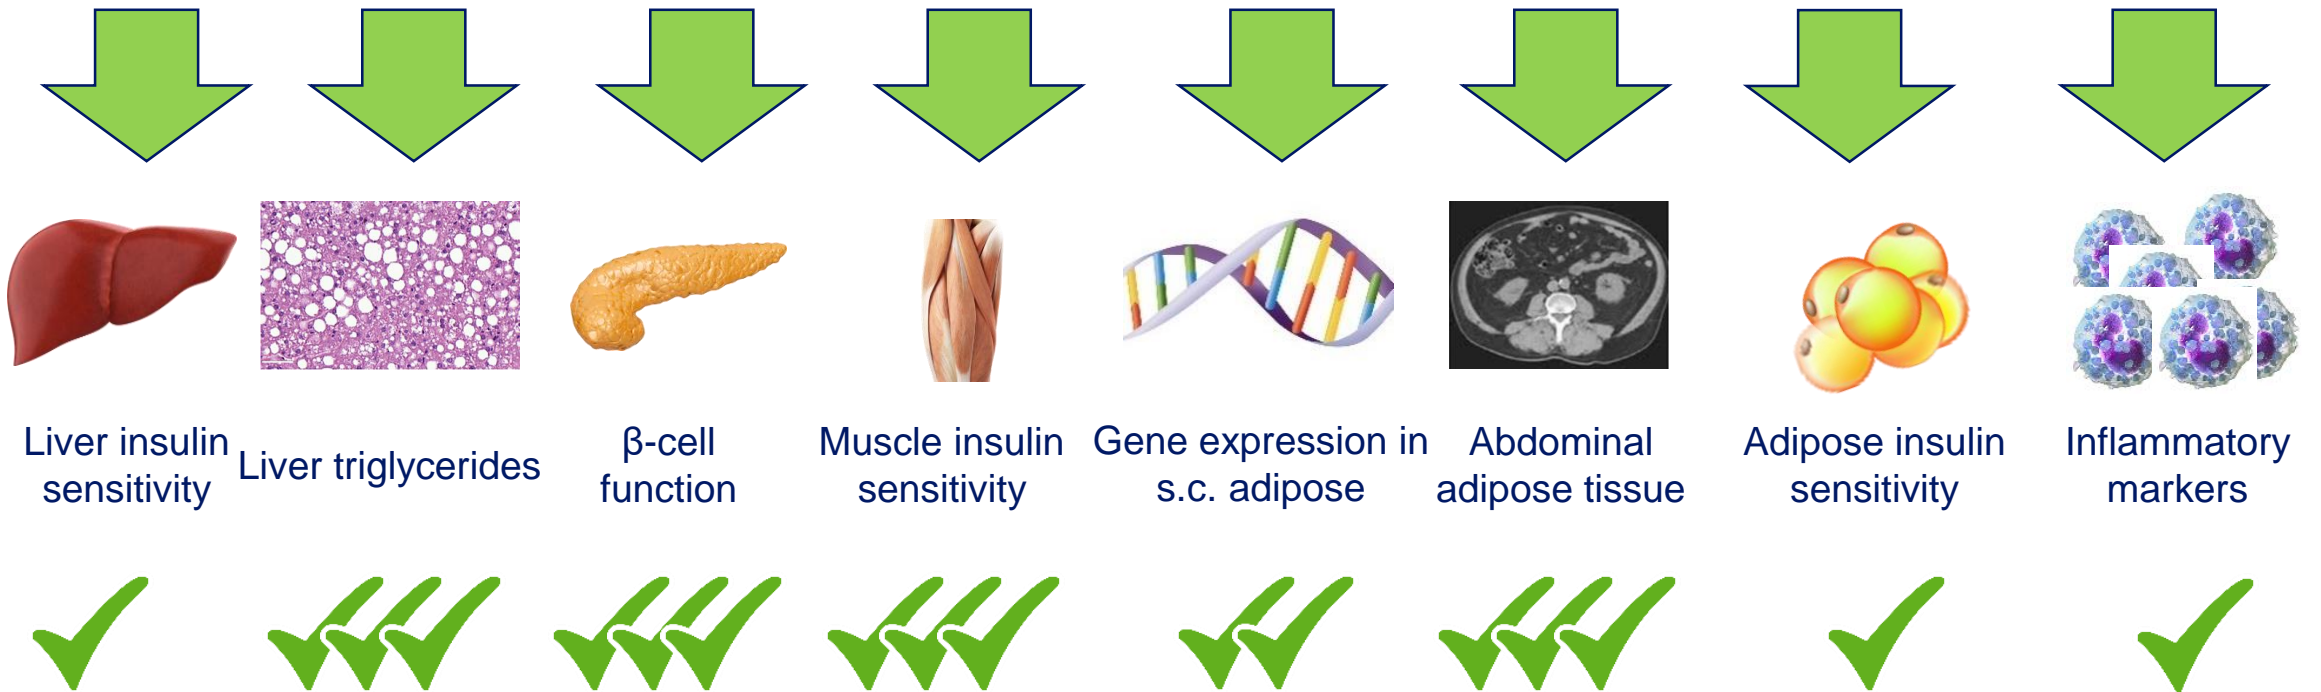 Liver insulin
sensitivity
Liver triglycerides
β-cell
function
Muscle insulin
sensitivity
Gene expression in
s.c. adipose
Abdominal
adipose tissue
Adipose insulin
sensitivity
Inflammatory
markers